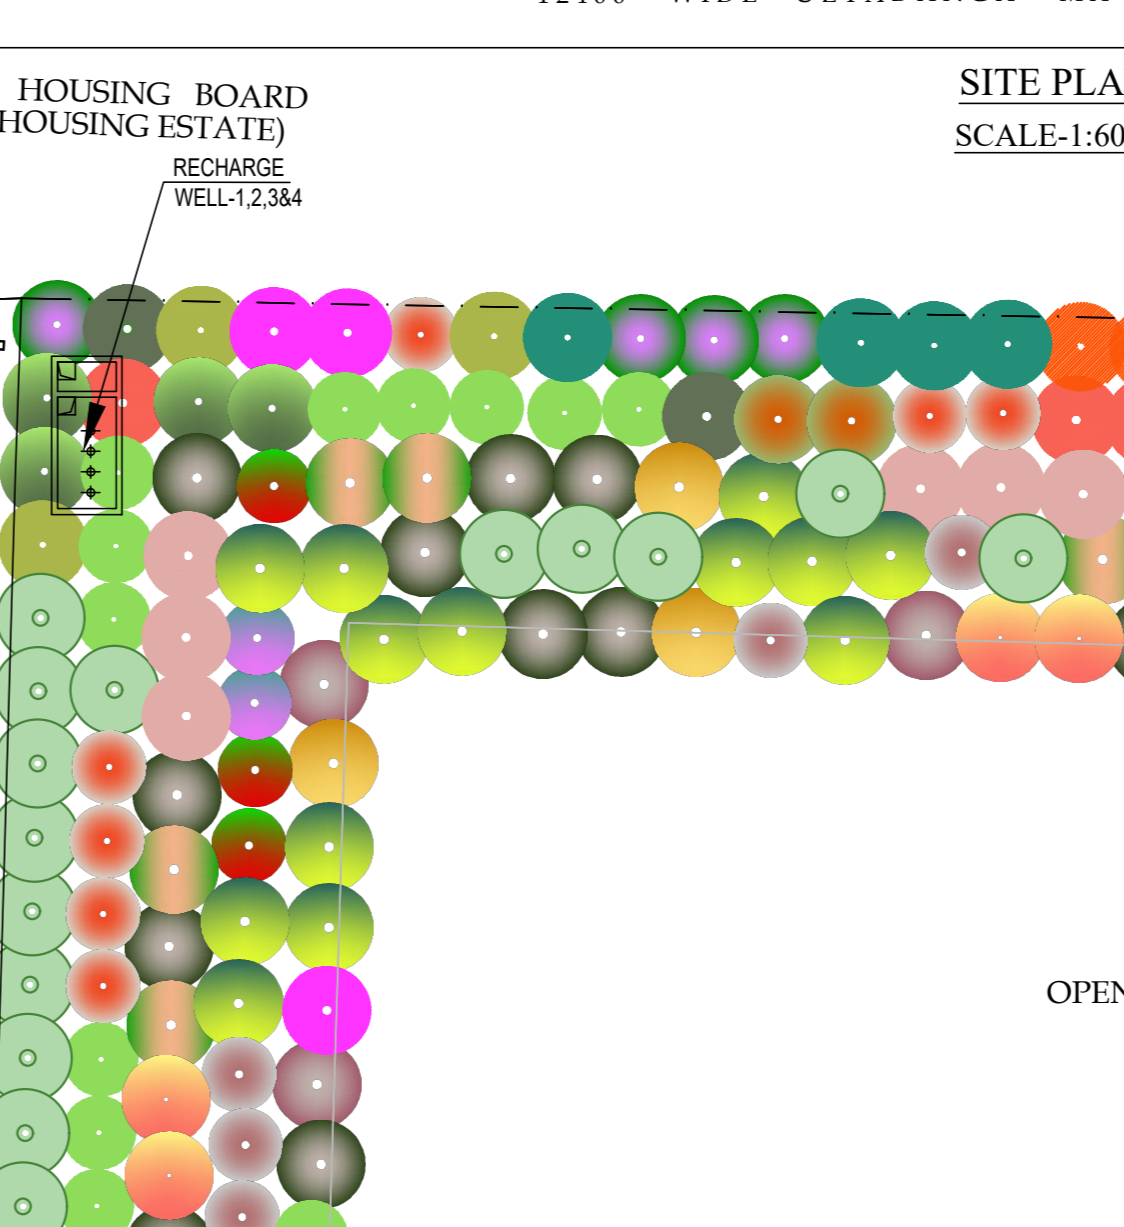 SITE PLA
HOUSING BOARD
HOUSING ESTATE)
SCALE-1:60
RECHARGE
WELL-1,2,3&4
OPEN